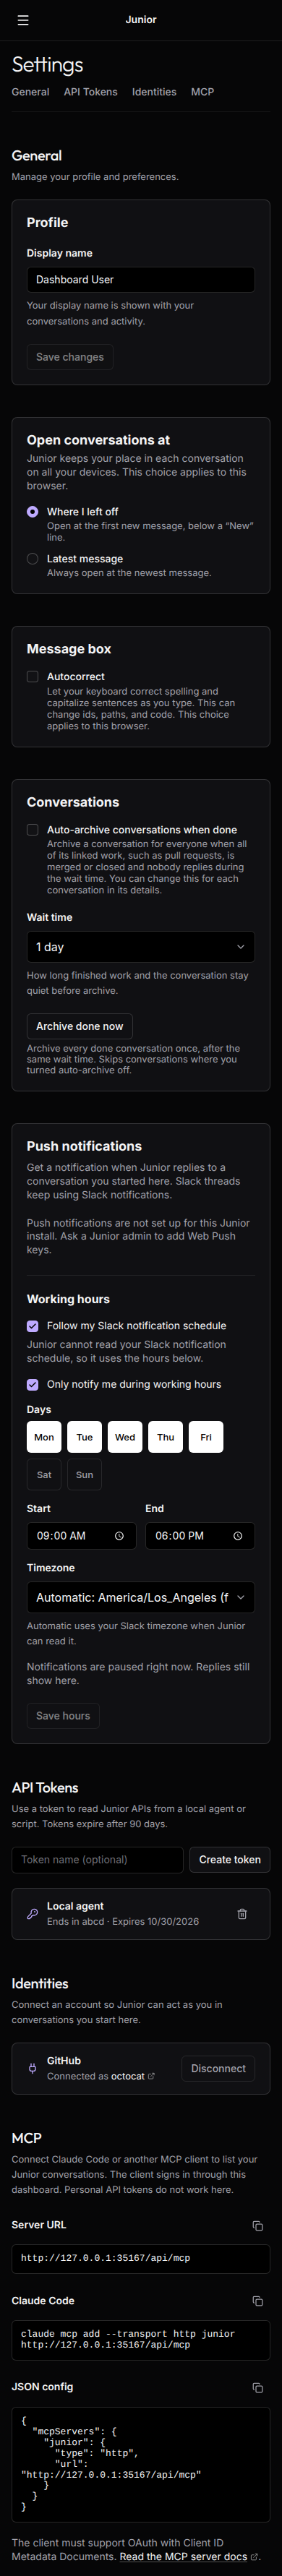 Junior
Settings
General API Tokens Identities MCP
General
Manage your profile and preferences.
Profile
Display name
Dashboard User
Your display name is shown with your
conversations and activity.
Save changes
Open conversations at
Junior keeps your place in each conversation
on all your devices. This choice applies to this
browser.
Where I left off
Open at the first new message, below a “New”
line.
Latest message
Always open at the newest message.
Message box
Autocorrect
Let your keyboard correct spelling and
capitalize sentences as you type. This can
change ids, paths, and code. This choice
applies to this browser.
Conversations
Auto-archive conversations when done
Archive a conversation for everyone when all
of its linked work, such as pull requests, is
merged or closed and nobody replies during
the wait time. You can change this for each
conversation in its details.
Wait time
1 day
How long finished work and the conversation stay
quiet before archive.
Archive done now
Archive every done conversation once, after the
same wait time. Skips conversations where you
turned auto-archive off.
Push notifications
Get a notification when Junior replies to a
conversation you started here. Slack threads
keep using Slack notifications.
Push notifications are not set up for this Junior
install. Ask a Junior admin to add Web Push
keys.
Working hours
Follow my Slack notification schedule
Junior cannot read your Slack notification
schedule, so it uses the hours below.
Only notify me during working hours
Days
Mon Tue Wed Thu Fri
Sat Sun
Start End
09:00 AM 06:00 PM
Timezone
Automatic: America/Los_Angeles (f
Automatic uses your Slack timezone when Junior
can read it.
Notifications are paused right now. Replies still
show here.
Save hours
API Tokens
Use a token to read Junior APIs from a local agent or
script. Tokens expire after 90 days.
Token name (optional) Create token
Local agent
Ends in abcd · Expires 10/30/2026
Identities
Connect an account so Junior can act as you in
conversations you start here.
GitHub
Connected as octocat
Disconnect
MCP
Connect Claude Code or another MCP client to list your
Junior conversations. The client signs in through this
dashboard. Personal API tokens do not work here.
Server URL
http://127.0.0.1:35167/api/mcp
Claude Code
claude mcp add --transport http junior
http://127.0.0.1:35167/api/mcp
JSON config
{
"mcpServers": {
"junior": {
"type": "http",
"url":
"http://127.0.0.1:35167/api/mcp"
}
}
}
The client must support OAuth with Client ID
Metadata Documents. Read the MCP server docs.